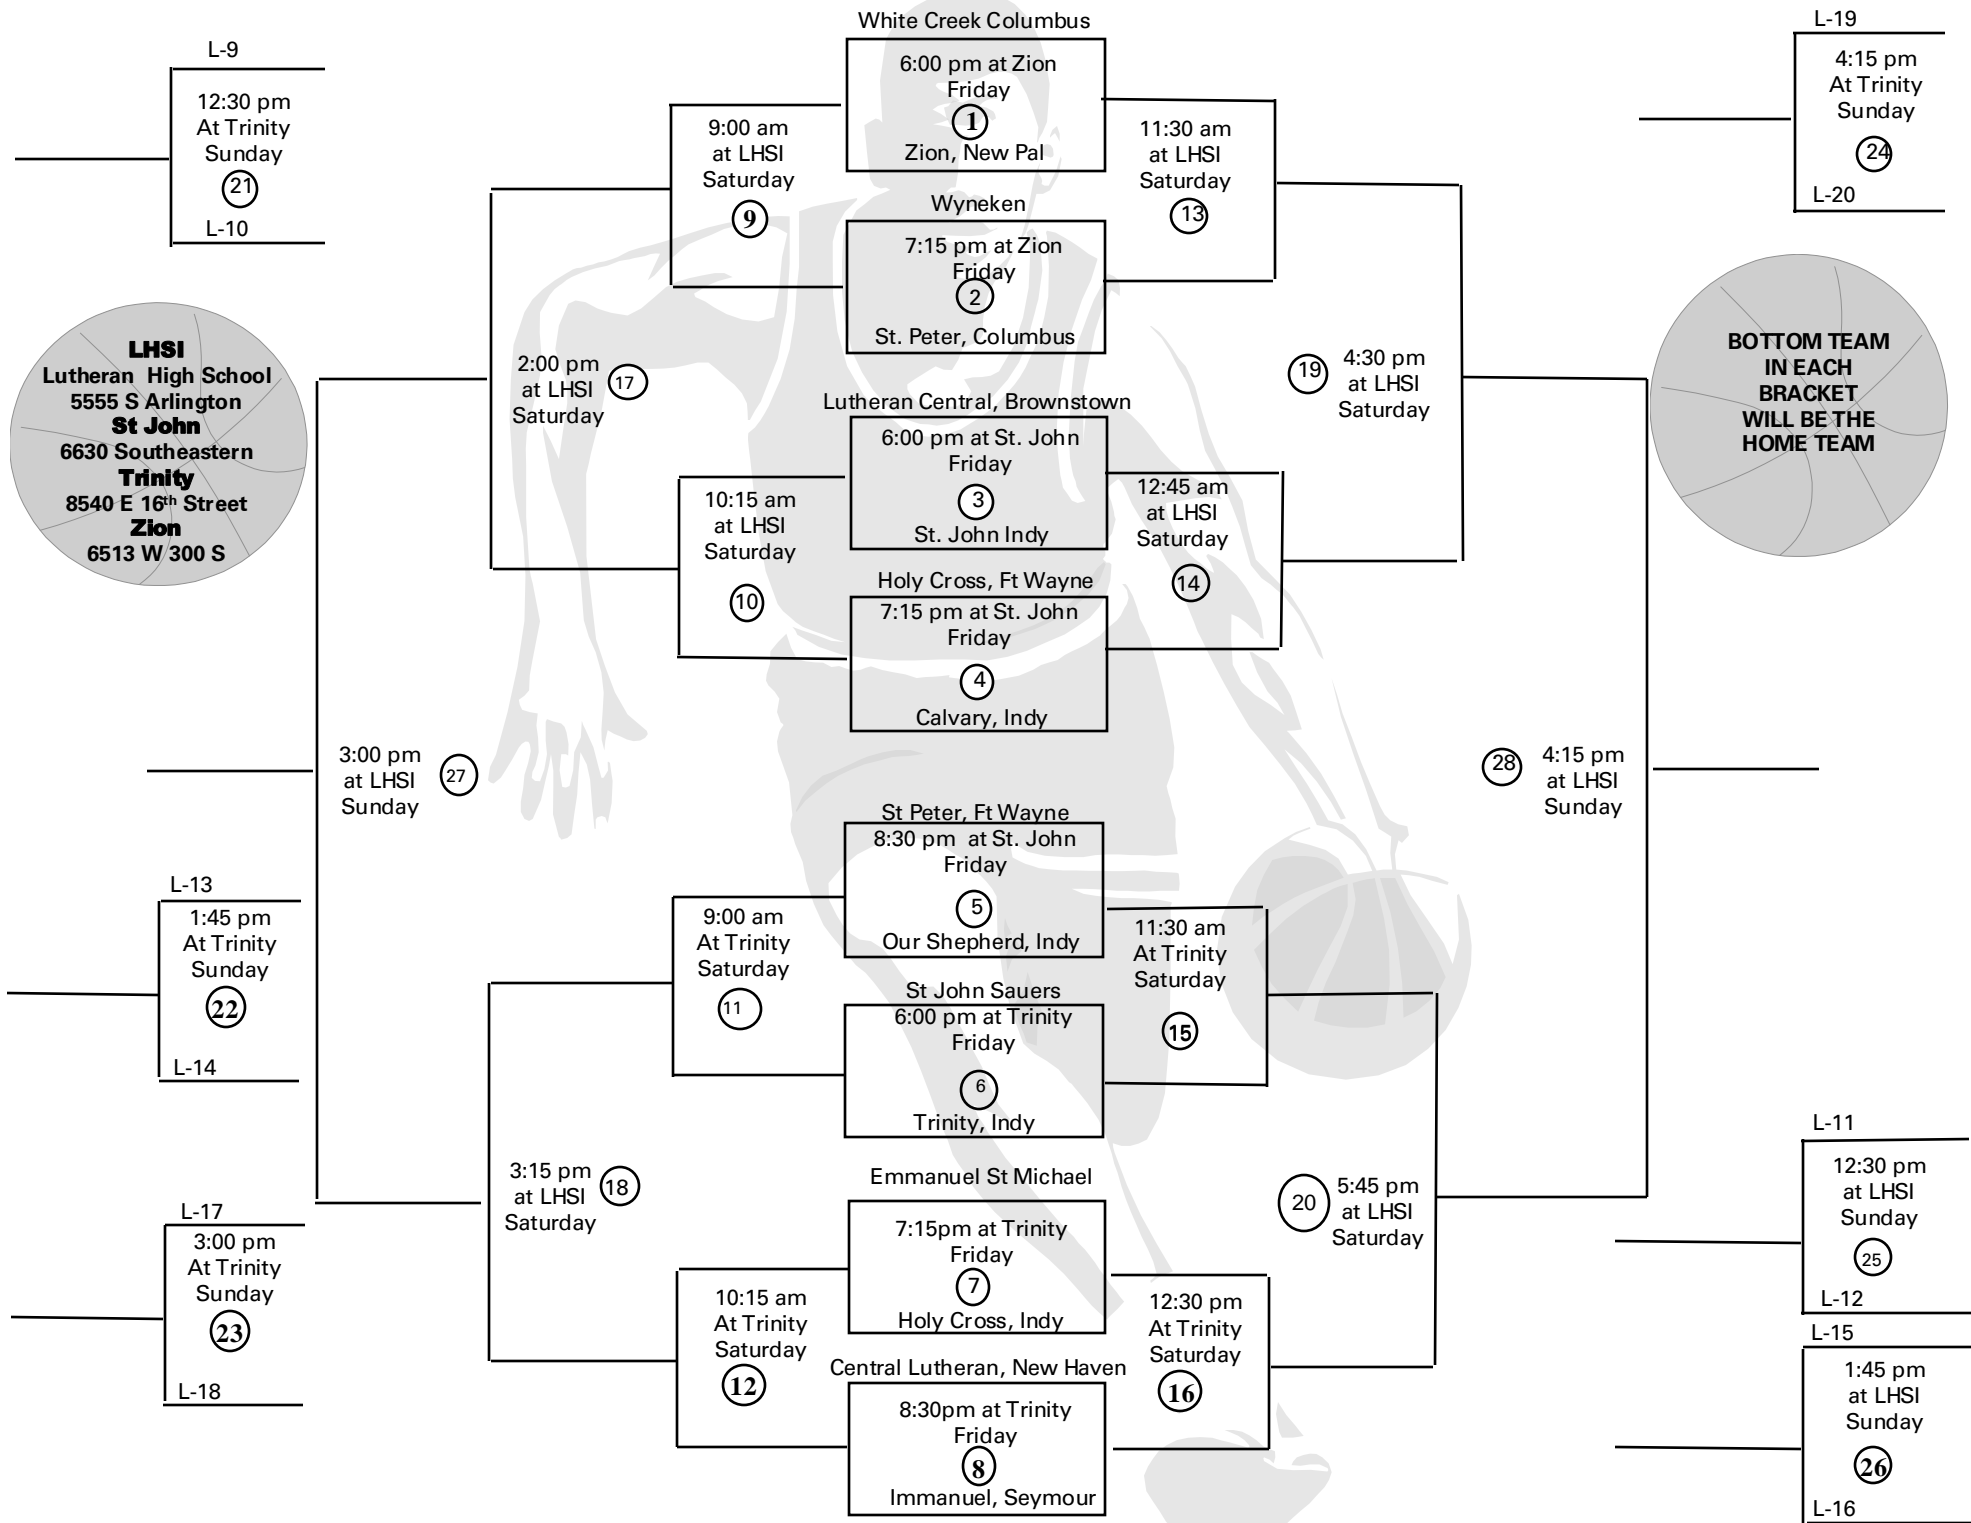 L-9
12:30 pm
At Trinity
Sunday
21
L-10
LHSI
Lutheran High School
5555 S Arlington
St John
6630 Southeastern
Trinity
8540 E 16th Street
Zion
6513 W 300 S
3:00 pm
at LHSI
Sunday
27
L-13
1:45 pm
At Trinity
Sunday
22
L-14
L-17
3:00 pm
At Trinity
Sunday
23
L-18
9:00 am
at LHSI
Saturday
9
2:00 pm
at LHSI
Saturday
17
10:15 am
at LHSI
Saturday
10
9:00 am
At Trinity
Saturday
11
3:15 pm
at LHSI
Saturday
18
10:15 am
At Trinity
Saturday
12
White Creek Columbus
6:00 pm at Zion
Friday
1
Zion, New Pal
Wyneken
7:15 pm at Zion
Friday
2
St. Peter, Columbus
Lutheran Central, Brownstown
6:00 pm at St. John
Friday
3
St. John Indy
Holy Cross, Ft Wayne
7:15 pm at St. John
Friday
4
Calvary, Indy
St Peter, Ft Wayne
8:30 pm at St. John
Friday
5
Our Shepherd, Indy
St John Sauers
6:00 pm at Trinity
Friday
6
Trinity, Indy
Emmanuel St Michael
7:15pm at Trinity
Friday
7
Holy Cross, Indy
Central Lutheran, New Haven
8:30pm at Trinity
Friday
8
Immanuel, Seymour
11:30 am
at LHSI
Saturday
13
19
4:30 pm
at LHSI
Saturday
12:45 am
at LHSI
Saturday
14
28
4:15 pm
at LHSI
Sunday
11:30 am
At Trinity
Saturday
15
20
5:45 pm
at LHSI
Saturday
12:30 pm
At Trinity
Saturday
16
L-19
4:15 pm
At Trinity
Sunday
24
L-20
BOTTOM TEAM
IN EACH
BRACKET
WILL BE THE
HOME TEAM
L-11
12:30 pm
at LHSI
Sunday
25
L-12
L-15
1:45 pm
at LHSI
Sunday
26
L-16